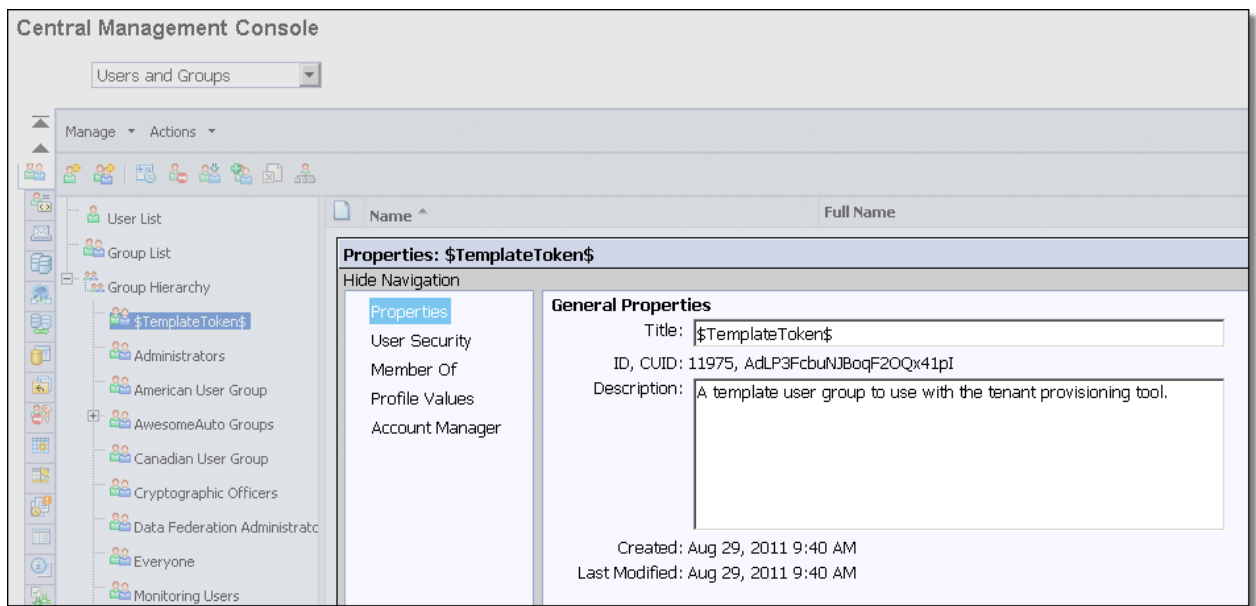 Central Management Console
Users and Groups
Manage Actions
User List
Group List
Group Hierarchy
$TemplateToken$
Administrators
American User Group
AwesomeAuto Groups
Canadian User Group
Cryptographic Officers
Data Federation Administratc
Everyone
Monitoring Users
Name Full Name
Properties: $TemplateToken$
Hide Navigation
Properties
User Security
Member Of
Profile Values
Account Manager
General Properties
Title: $TemplateToken$
ID, CUID: 11975, AdLP3FcbuNJBoqF2OQx41pI
Description: A template user group to use with the tenant provisioning tool.
Created: Aug 29, 2011 9:40 AM
Last Modified: Aug 29, 2011 9:40 AM